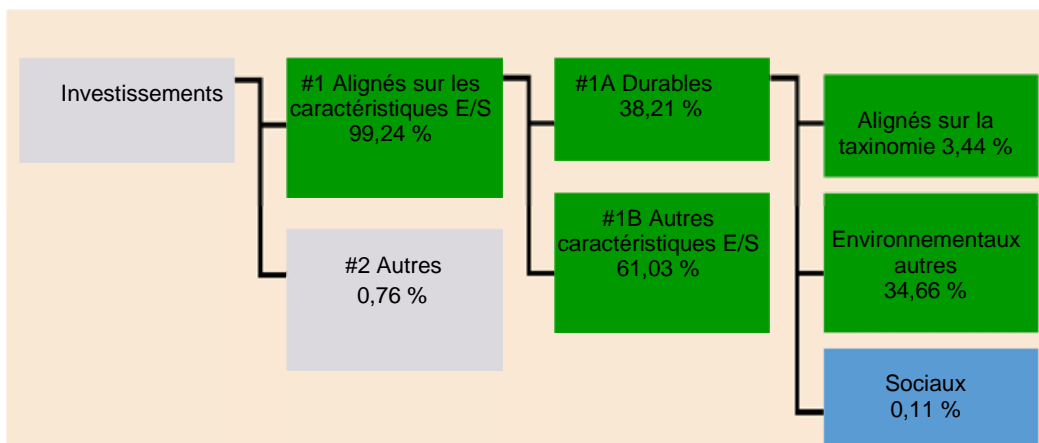 Investissements
#1 Alignés sur les
caractéristiques E/S
99,24 %
#2 Autres
0,76 %
#1A Durables
38,21 %
#1B Autres
caractéristiques E/S
61,03 %
Alignés sur la
taxinomie 3,44 %
Environnementaux
autres
34,66 %
Sociaux
0,11 %